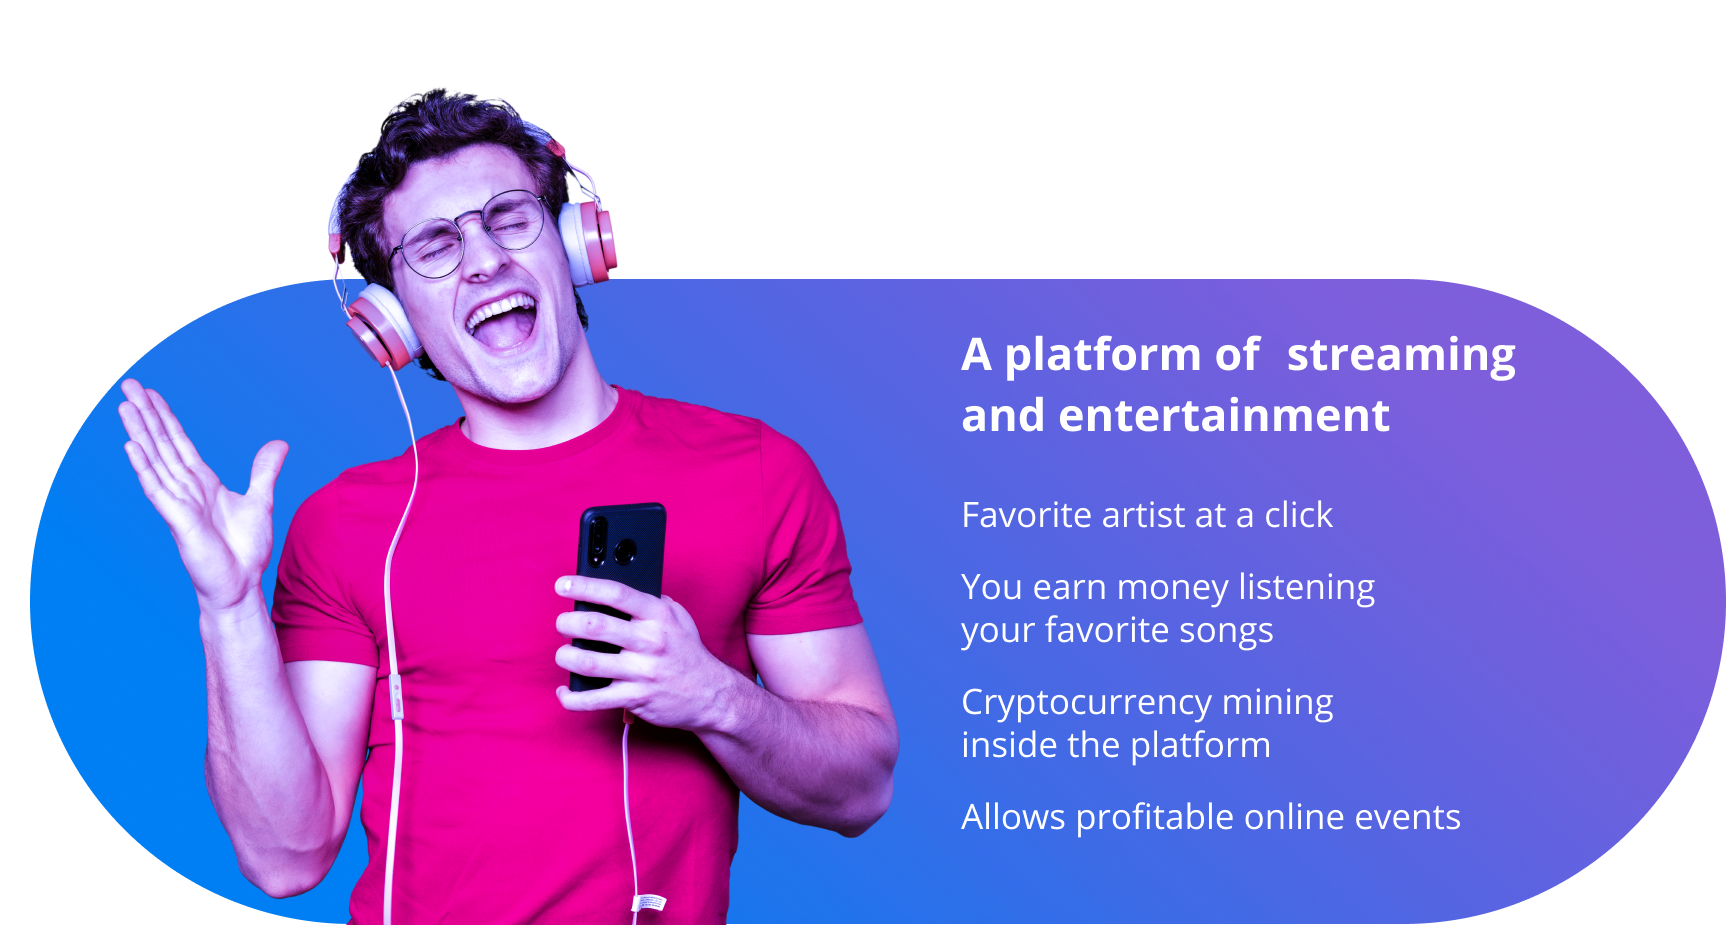 A platform of  streaming
and entertainment
Favorite artist at a click
You earn money listening
your favorite songs
Cryptocurrency mining
inside the platform
Allows profitable online events